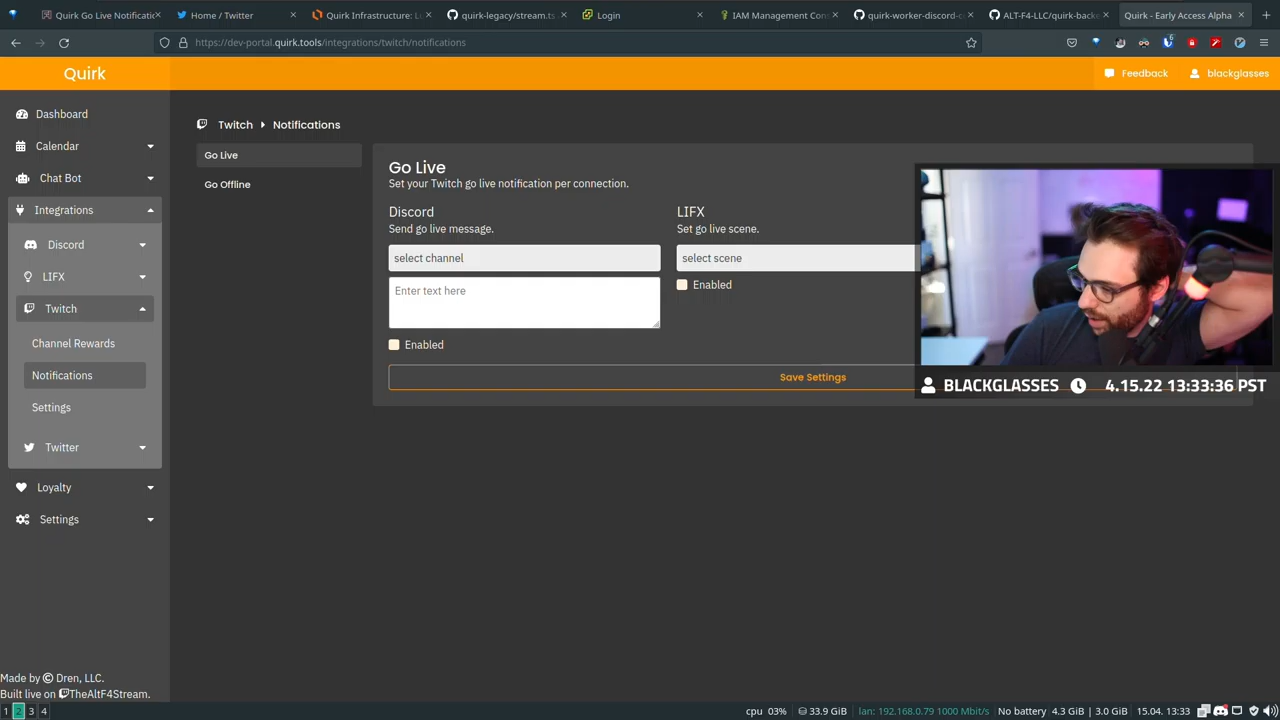 Quirk Go Live Notificatio
Home / Twitter
Quirk Infrastructure: Lu
quirk-legacy/stream.ts
Login
IAM Management Con
quirk-worker-discord-c
ALT-F4-LLC/quirk-backe
Quirk - Early Access Alpha
https://dev-portal.quirk.tools/integrations/twitch/notifications
6
Quirk
Feedback
blackglasses
Dashboard
Calendar
Chat Bot
Integrations
Discord
LIFX
Twitch
Channel Rewards
Notifications
Settings
Twitter
Loyalty
Settings
Made by © Dren, LLC.
Built live on TheAltF4Stream.
Twitch Notifications
Go Live
Go Offline
Go Live
Set your Twitch go live notification per connection.
Discord
Send go live message.
select channel
Enter text here
Enabled
LIFX
Set go live scene.
select scene
Enabled
Save Settings
BLACKGLASSES 4.15.22 13:33:36 PST
1 2 3 4
cpu 03% 33.9 GiB lan: 192.168.0.79 1000 Mbit/s No battery 4.3 GiB | 3.0 GiB 15.04. 13:33